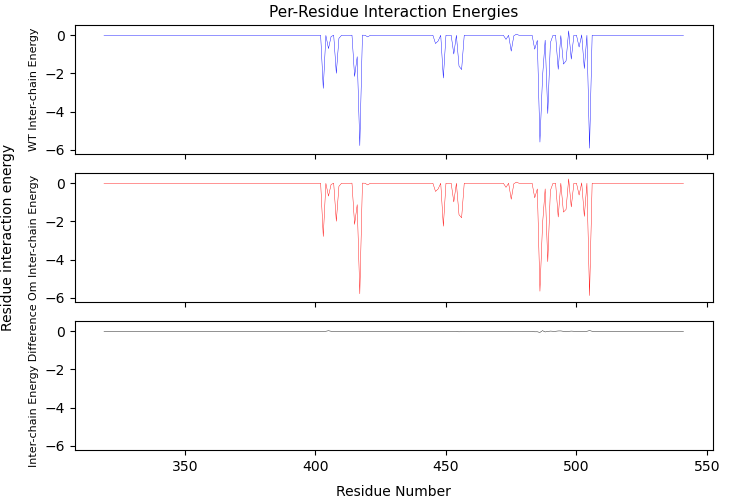 Per-Residue Interaction Energies
Residue interaction energy
WT Inter-chain Energy
0
−2
−4
−6
Om Inter-chain Energy
0
−2
−4
−6
Inter-chain Energy Difference
0
−2
−4
−6
350
400
450
500
550
Residue Number